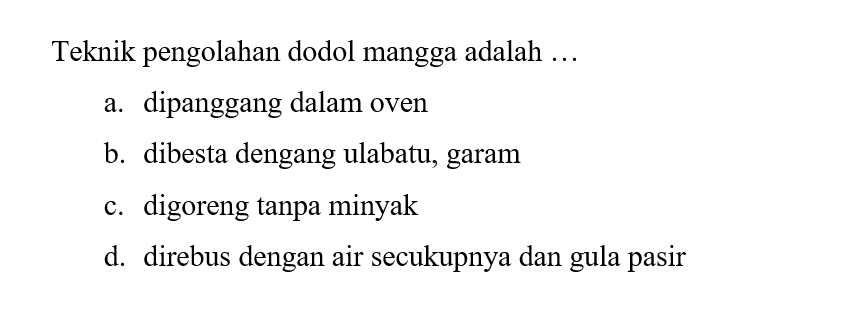 Teknik pengolahan dodol mangga adalah …
a. dipanggang dalam oven
b. dibesta dengang ulabatu, garam
c. digoreng tanpa minyak
d. direbus dengan air secukupnya dan gula pasir